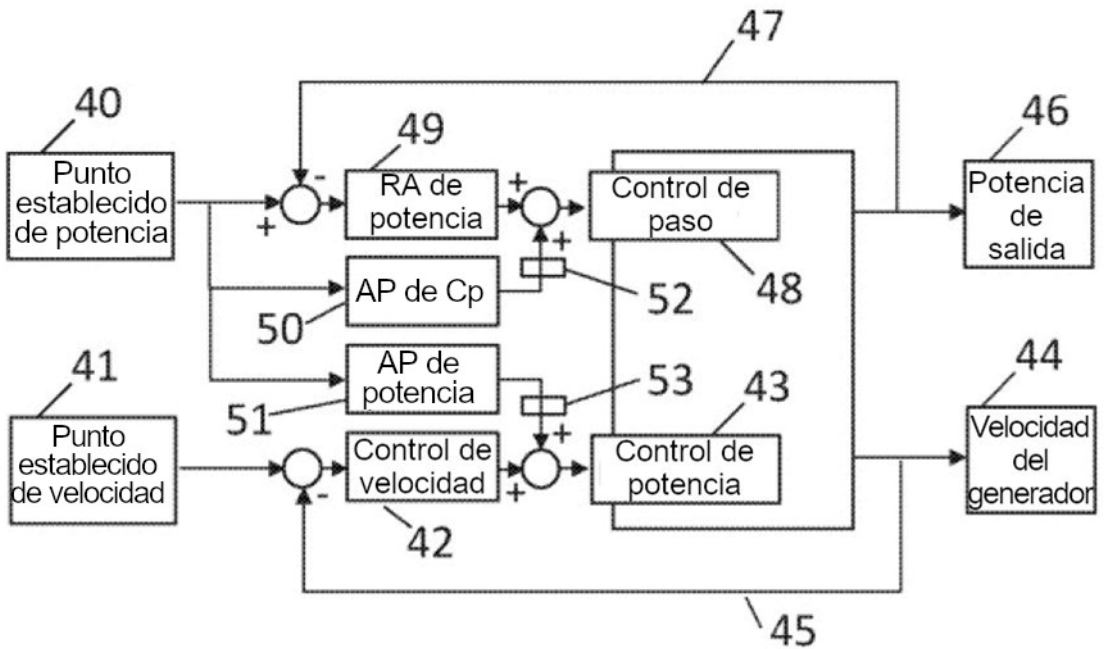 47
40
49
46
Punto
establecido
de potencia
-
+
RA de
potencia
+
+
Control de
paso
Potencia
de
salida
50
AP de Cp
52
48
41
51
AP de
potencia
53
43
44
Punto
establecido
de velocidad
-
Control de
velocidad
+
+
Control de
potencia
Velocidad
del
generador
42
45